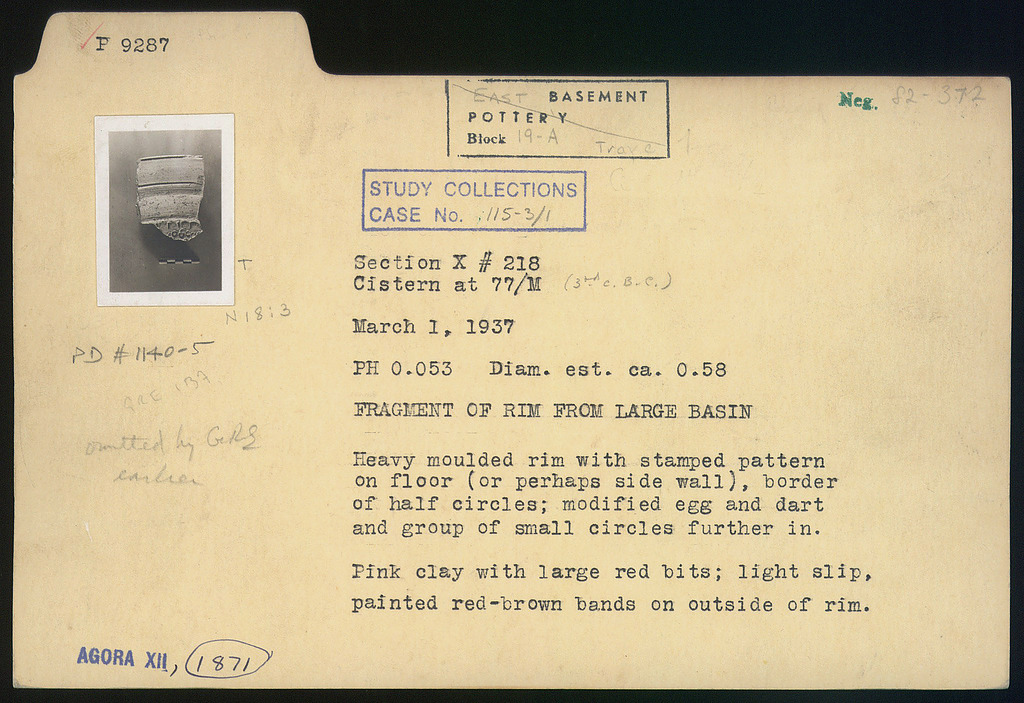 P 9287
EAST BASEMENT
POTTERY
Block 19-A
Neg. 82-372
STUDY COLLECTIONS
CASE No. 115-3/1
Section X # 218
Cistern at 77/M (3rd c. B.C.)
T
N18:3
March 1, 1937
PD # 1140-5
PH 0.053 Diam. est. ca. 0.58
GRE 137
FRAGMENT OF RIM FROM LARGE BASIN
omitted by GRE
earlier
Heavy moulded rim with stamped pattern
on floor (or perhaps side wall), border
of half circles; modified egg and dart
and group of small circles further in.
Pink clay with large red bits; light slip,
painted red-brown bands on outside of rim.
AGORA XII, 1871